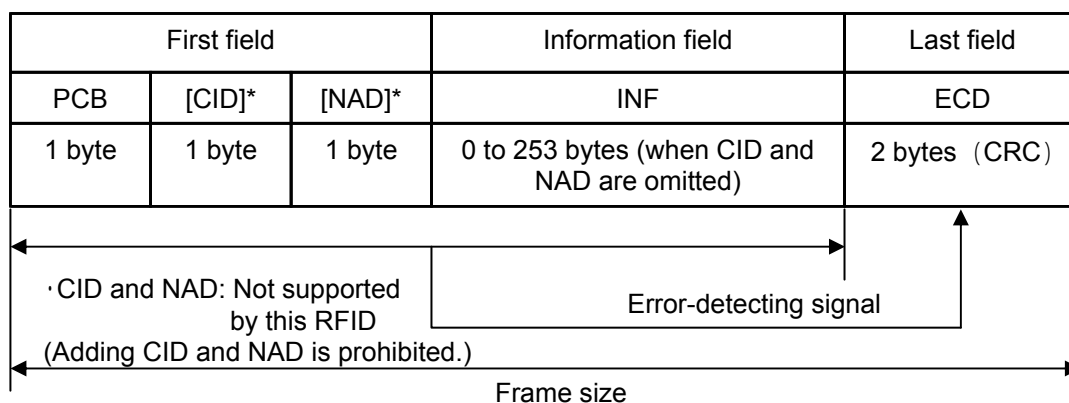 First field Information field Last field
PCB [CID]* [NAD]* INF ECD
1 byte 1 byte 1 byte 0 to 253 bytes (when CID and NAD are omitted) 2 bytes（CRC）
・CID and NAD: Not supported
by this RFID
(Adding CID and NAD is prohibited.)
Error-detecting signal
Frame size